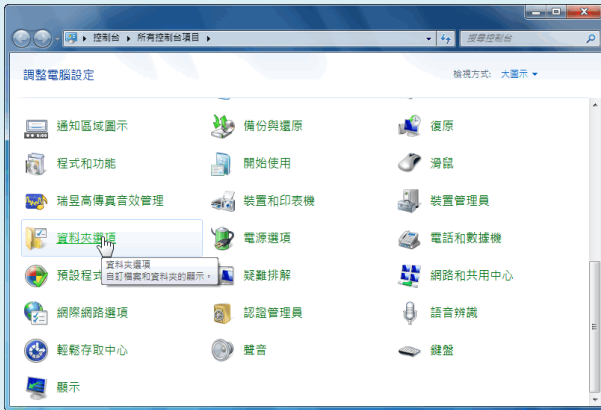 控制台 ▸ 所有控制台項目 ▸
搜尋控制台
調整電腦設定
檢視方式: 大圖示
通知區域圖示
備份與還原
復原
程式和功能
開始使用
滑鼠
瑞昱高傳真音效管理
裝置和印表機
裝置管理員
資料夾選項
電源選項
電話和數據機
資料夾選項
自訂檔案和資料夾的顯示。
預設程式
疑難排解
網路和共用中心
網際網路選項
認證管理員
語音辨識
輕鬆存取中心
聲音
鍵盤
顯示